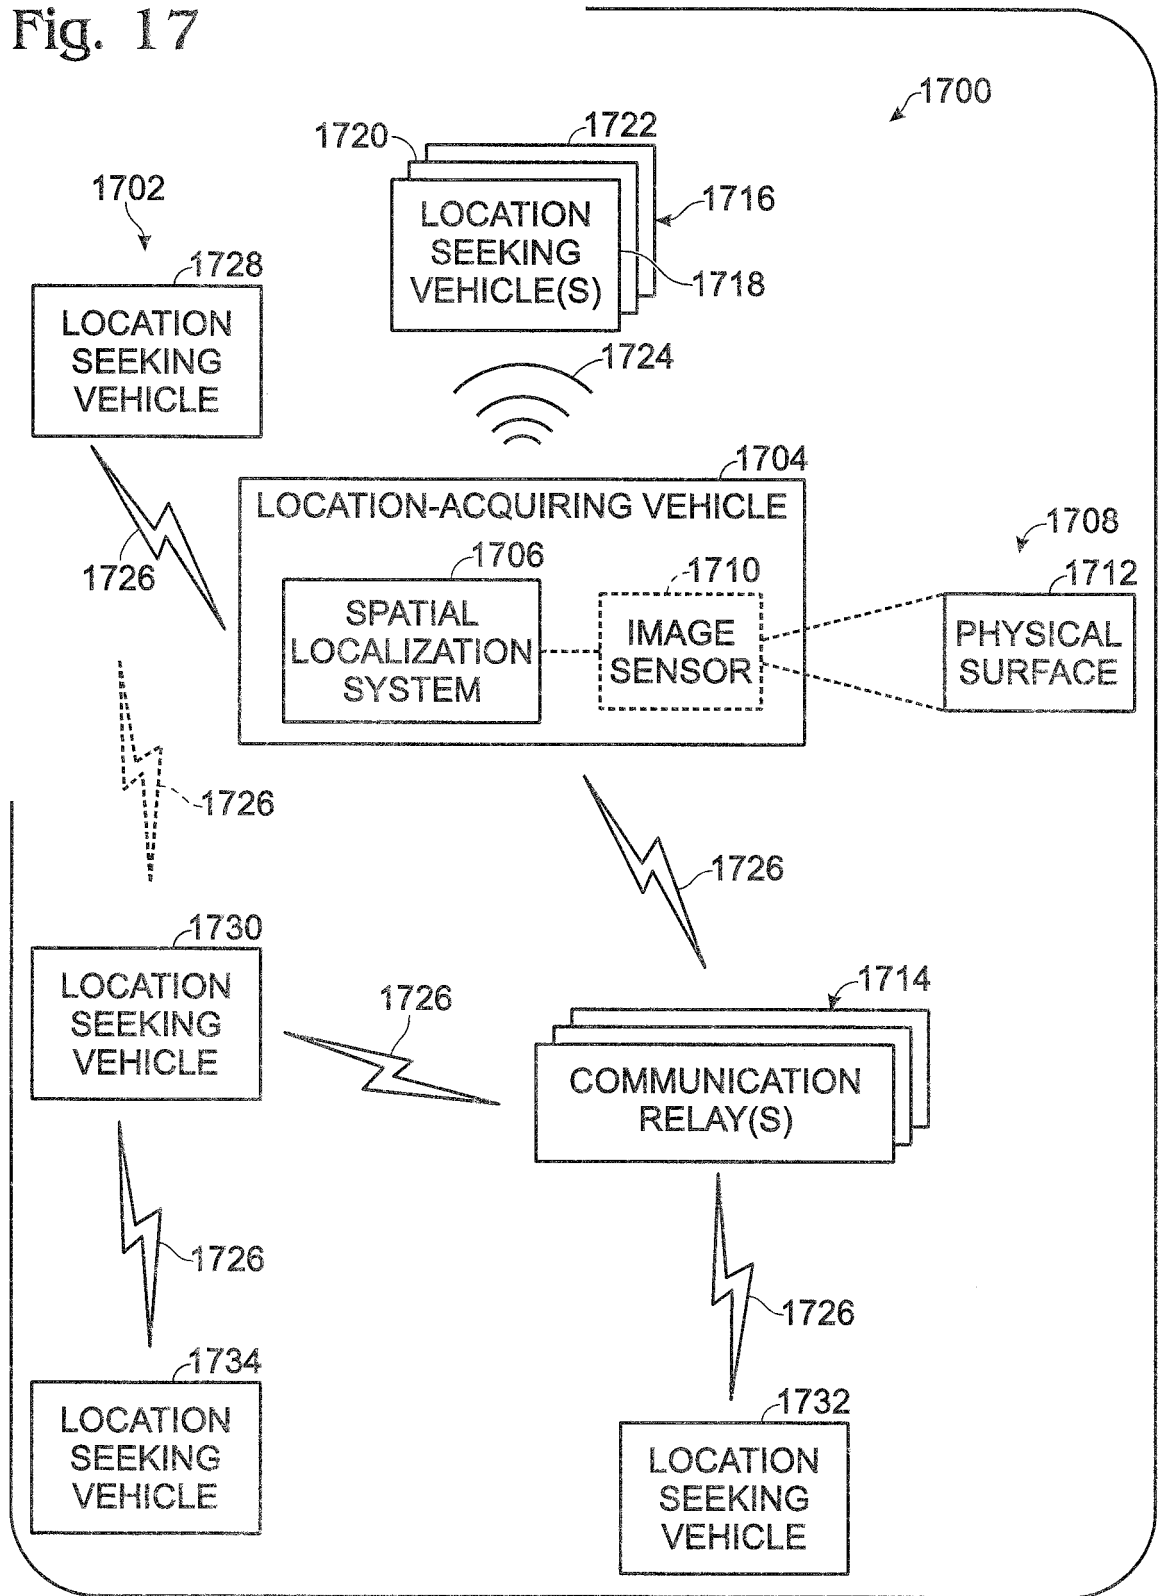 Fig. 17
1700
1720
1722
1702
1716
LOCATION
SEEKING
VEHICLE(S)
1718
1728
LOCATION
SEEKING
VEHICLE
1724
1704
LOCATION-ACQUIRING VEHICLE
1708
1726
1706
1710
1712
SPATIAL
LOCALIZATION
SYSTEM
IMAGE
SENSOR
PHYSICAL
SURFACE
1726
1726
1730
LOCATION
SEEKING
VEHICLE
1726
1714
COMMUNICATION
RELAY(S)
1726
1726
1734
LOCATION
SEEKING
VEHICLE
1732
LOCATION
SEEKING
VEHICLE